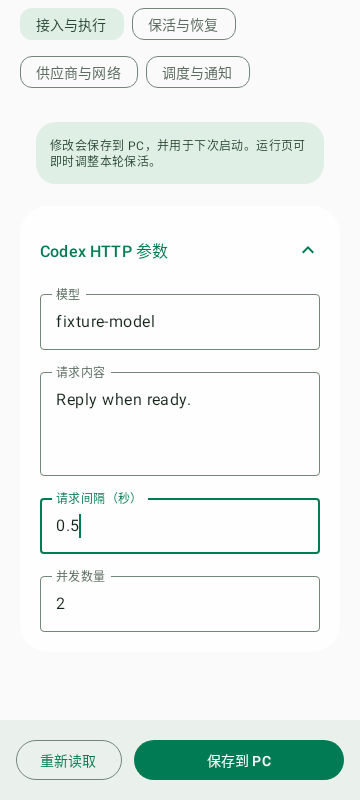 接入与执行
保活与恢复
供应商与网络
调度与通知
修改会保存到 PC，并用于下次启动。运行页可
即时调整本轮保活。
Codex HTTP 参数
模型
fixture-model
请求内容
Reply when ready.
请求间隔（秒）
0.5
并发数量
2
重新读取
保存到 PC